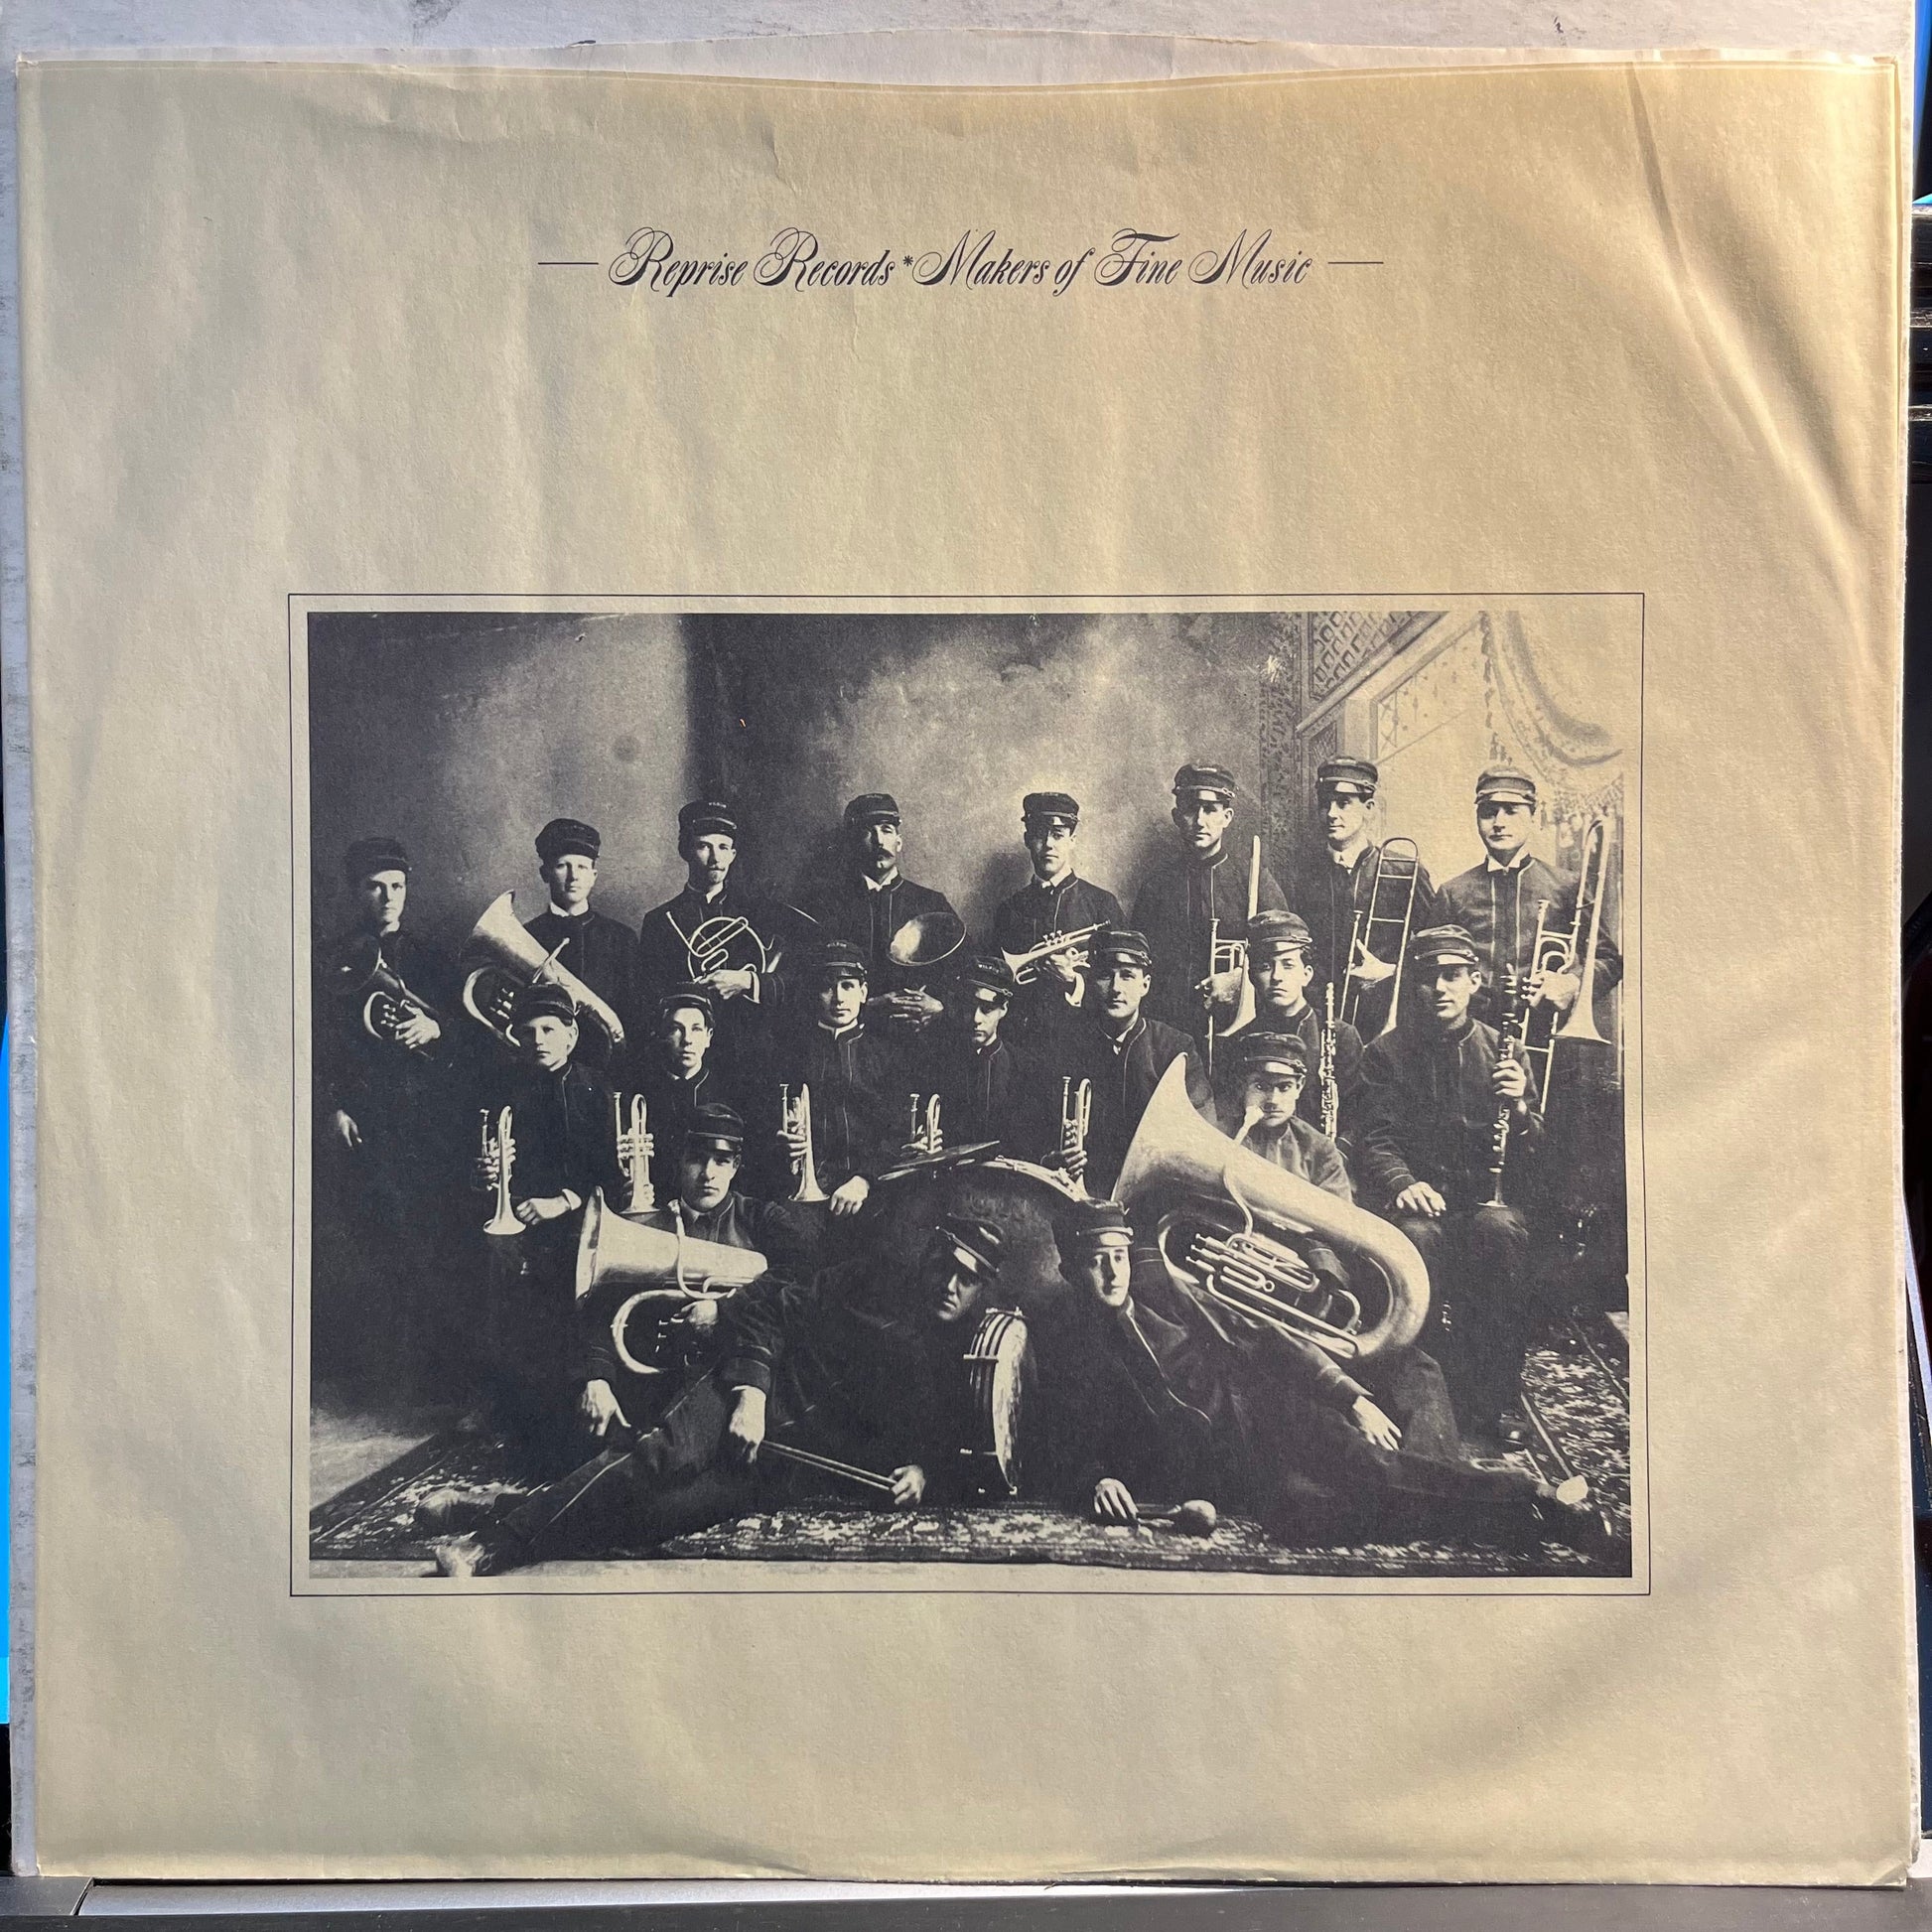 Reprise Records * Makers of Fine Music